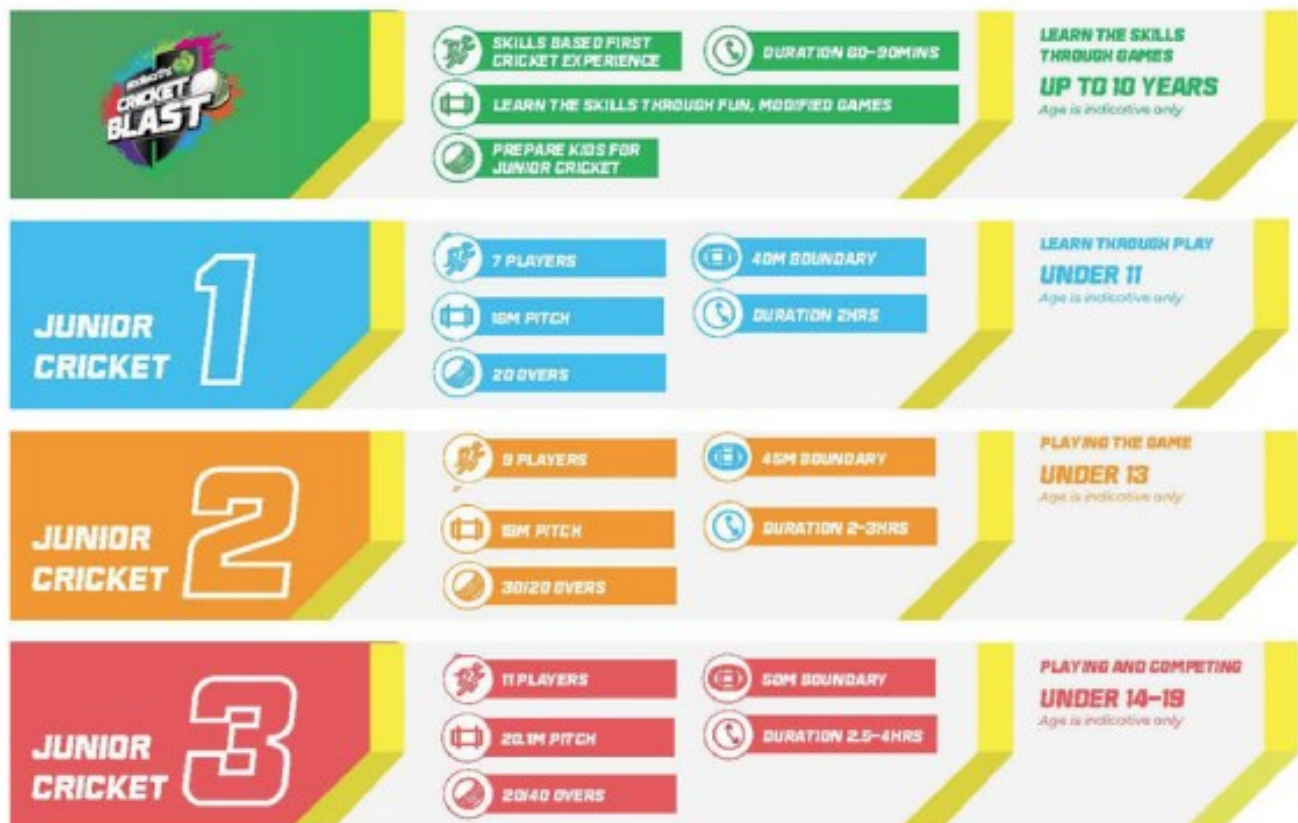 CRICKET
BLAST
SKILLS BASED FIRST
CRICKET EXPERIENCE
DURATION 60-90MINS
LEARN THE SKILLS THROUGH FUN, MODIFIED GAMES
PREPARE KIDS FOR
JUNIOR CRICKET
LEARN THE SKILLS
THROUGH GAMES
UP TO 10 YEARS
Age is indicative only
JUNIOR
CRICKET
1
7 PLAYERS
16M PITCH
20 OVERS
40M BOUNDARY
DURATION 2HRS
LEARN THROUGH PLAY
UNDER 11
Age is indicative only
JUNIOR
CRICKET
2
9 PLAYERS
18M PITCH
30/20 OVERS
45M BOUNDARY
DURATION 2-3HRS
PLAYING THE GAME
UNDER 13
Age is indicative only
JUNIOR
CRICKET
3
11 PLAYERS
20.1M PITCH
20/40 OVERS
50M BOUNDARY
DURATION 2.5-4HRS
PLAYING AND COMPETING
UNDER 14-19
Age is indicative only